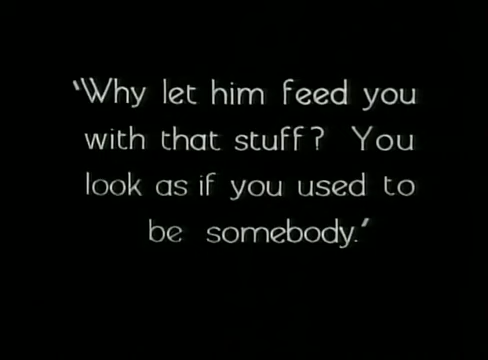 ‘Why let him feed you
with that stuff? You
look as if you used to
be somebody.’